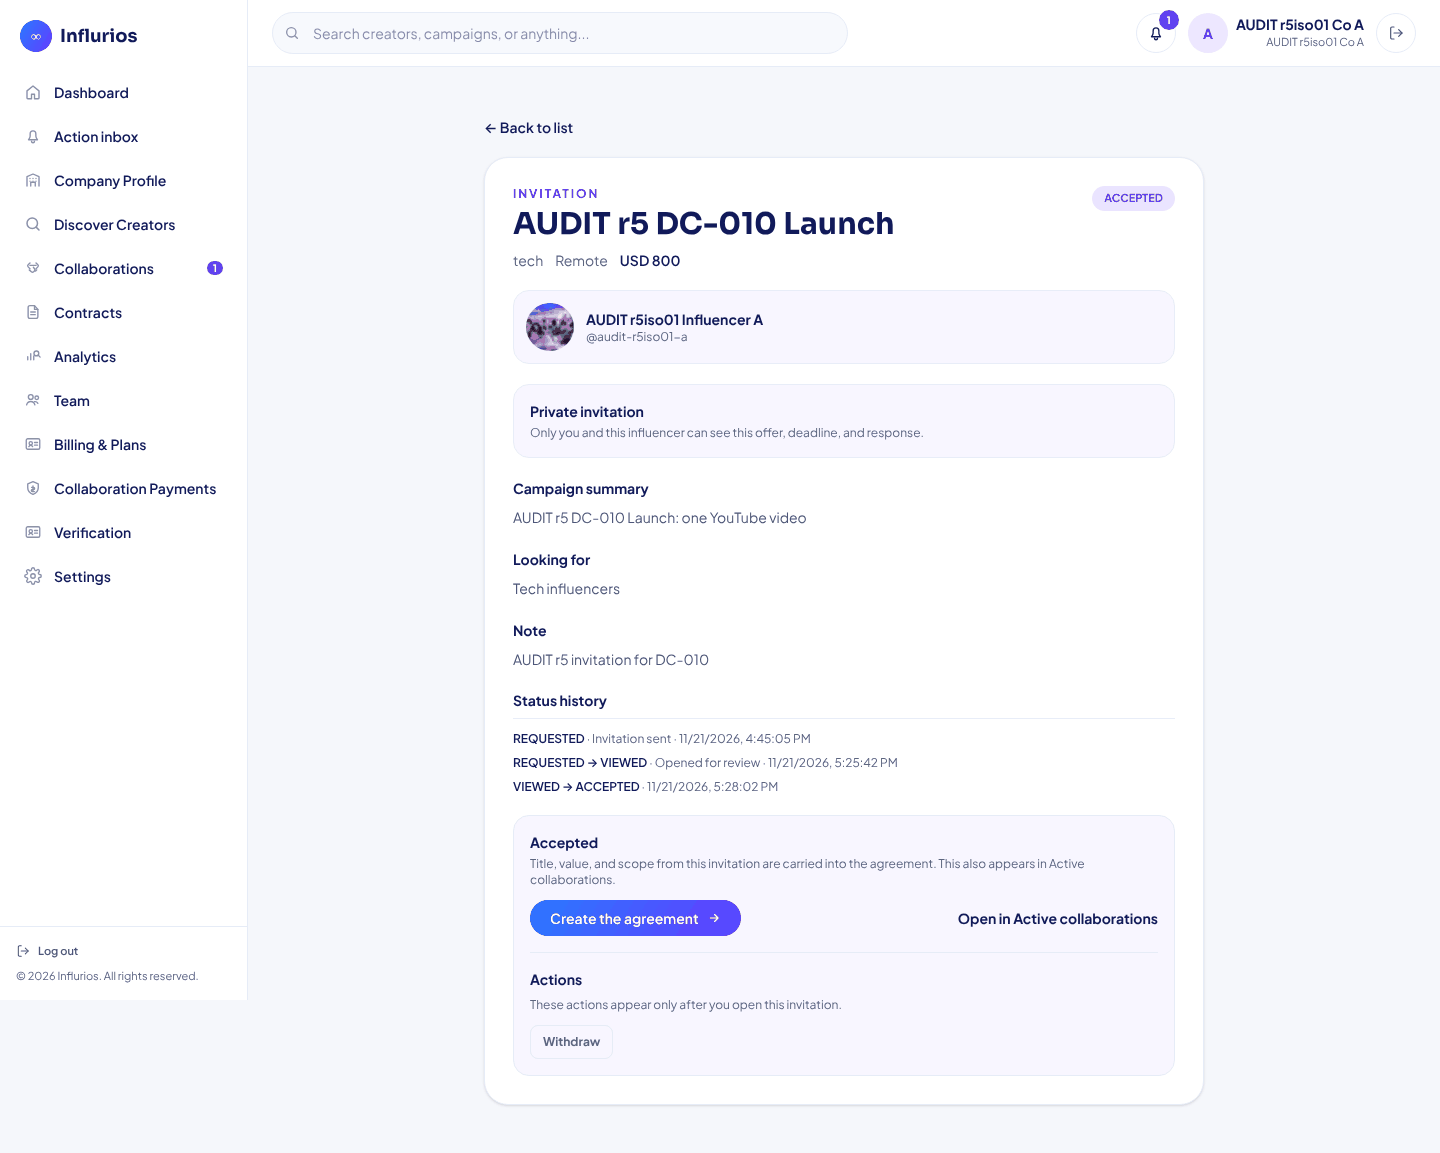 Influrios
Search creators, campaigns, or anything...
1
A
AUDIT r5iso01 Co A
AUDIT r5iso01 Co A
Dashboard
Action inbox
Company Profile
Discover Creators
Collaborations
1
Contracts
Analytics
Team
Billing & Plans
Collaboration Payments
Verification
Settings
Log out
© 2026 Influrios. All rights reserved.
← Back to list
INVITATION
ACCEPTED
AUDIT r5 DC-010 Launch
tech Remote USD 800
AUDIT r5iso01 Influencer A
@audit-r5iso01-a
Private invitation
Only you and this influencer can see this offer, deadline, and response.
Campaign summary
AUDIT r5 DC-010 Launch: one YouTube video
Looking for
Tech influencers
Note
AUDIT r5 invitation for DC-010
Status history
REQUESTED · Invitation sent · 11/21/2026, 4:45:05 PM
REQUESTED → VIEWED · Opened for review · 11/21/2026, 5:25:42 PM
VIEWED → ACCEPTED · 11/21/2026, 5:28:02 PM
Accepted
Title, value, and scope from this invitation are carried into the agreement. This also appears in Active
collaborations.
Create the agreement →
Open in Active collaborations
Actions
These actions appear only after you open this invitation.
Withdraw